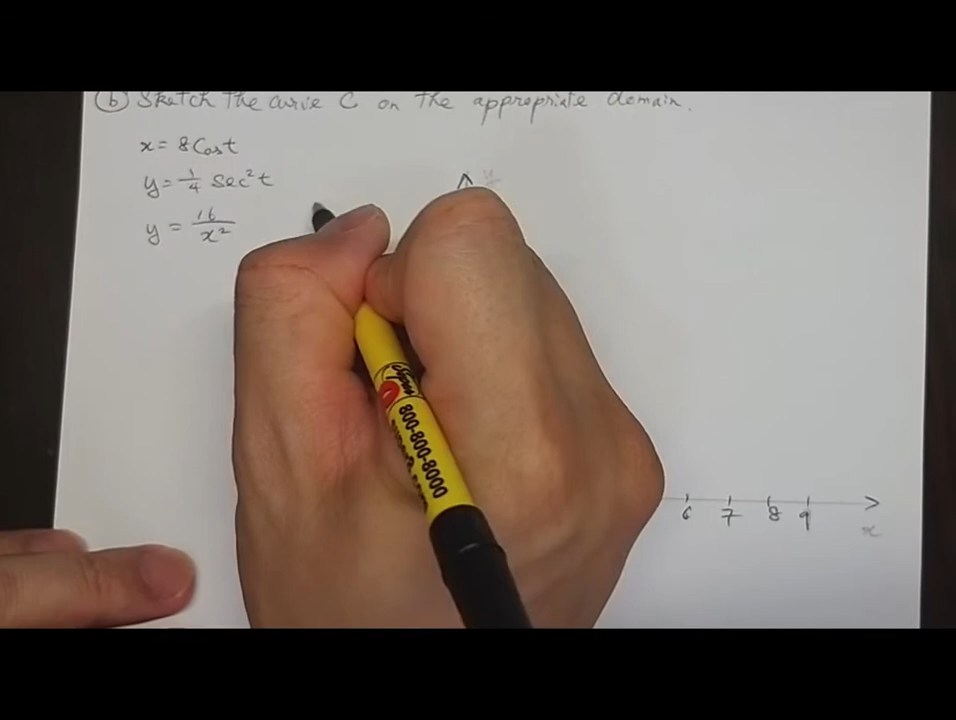 (b) Sketch the curve C on the appropriate domain.
x = 8 Cos t
y = 1/4 Sec² t
y = 16/x²
y
800-800-8000
6 7 8 9
x